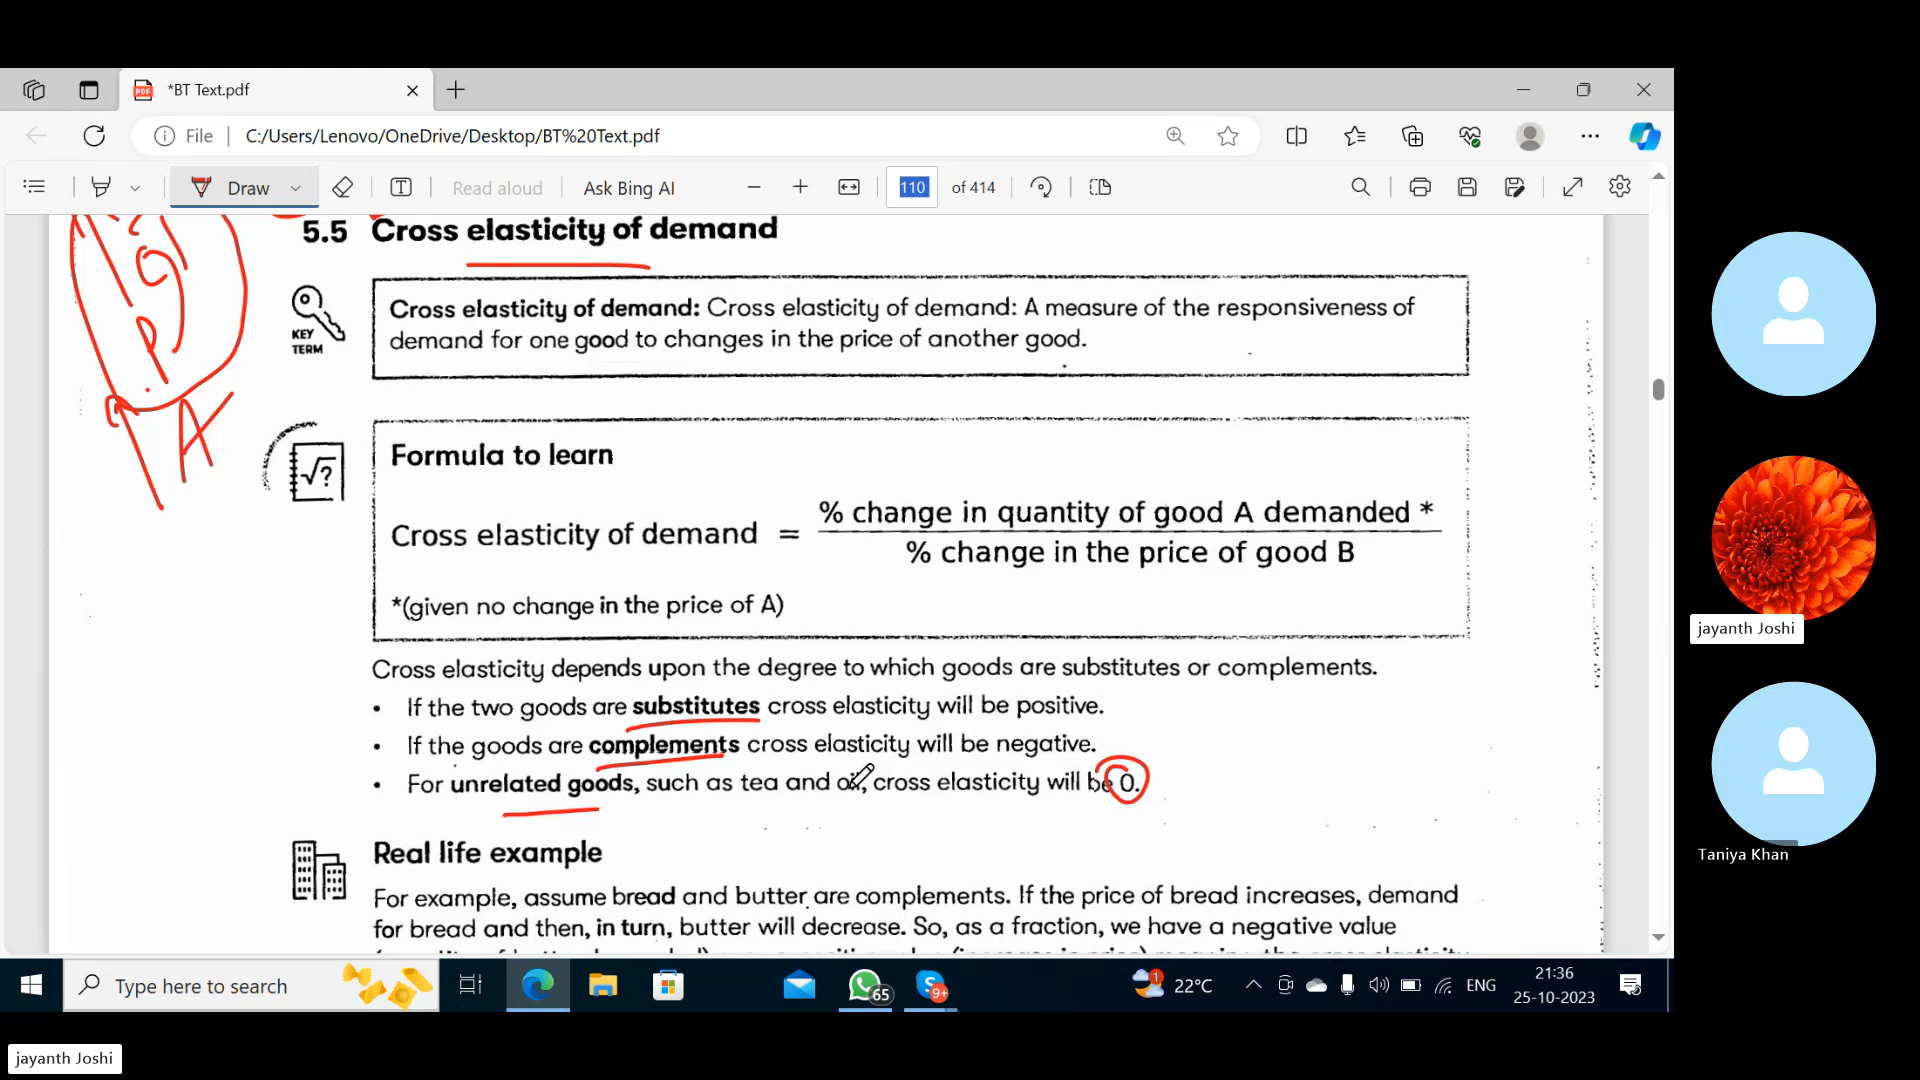 *BT Text.pdf
File
C:/Users/Lenovo/OneDrive/Desktop/BT%20Text.pdf
Draw
Read aloud
Ask Bing AI
110 of 414
5.5 Cross elasticity of demand
KEY
TERM
Cross elasticity of demand: Cross elasticity of demand: A measure of the responsiveness of
demand for one good to changes in the price of another good.
P
A
Formula to learn
√?
Cross elasticity of demand =
% change in quantity of good A demanded *
% change in the price of good B
*(given no change in the price of A)
Cross elasticity depends upon the degree to which goods are substitutes or complements.
• If the two goods are substitutes cross elasticity will be positive.
• If the goods are complements cross elasticity will be negative.
• For unrelated goods, such as tea and oil, cross elasticity will be 0.
Real life example
For example, assume bread and butter are complements. If the price of bread increases, demand
for bread and then, in turn, butter will decrease. So, as a fraction, we have a negative value
Type here to search
65
9+
1
22°C
ENG
21:36
25-10-2023
jayanth Joshi
Taniya Khan
jayanth Joshi